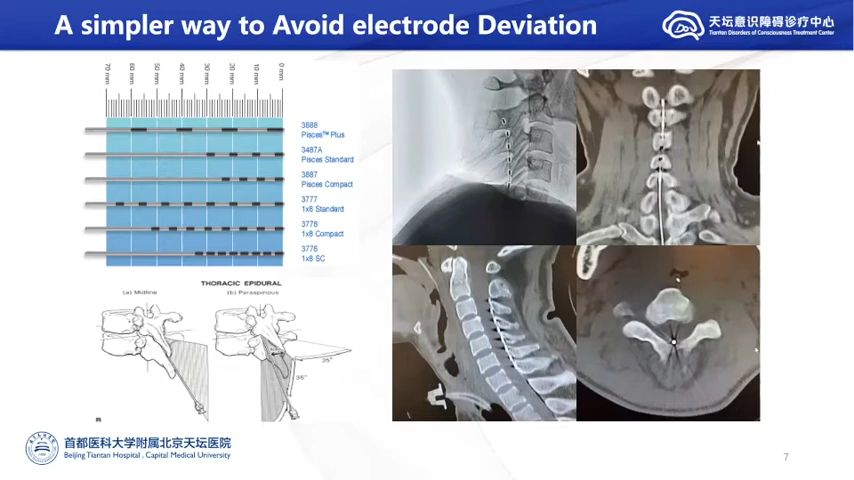 A simpler way to Avoid electrode Deviation
天坛意识障碍诊疗中心
Tiantan Disorders of Consciousness Treatment Center
DoC
70 mm
60 mm
50 mm
40 mm
30 mm
20 mm
10 mm
0 mm
3888
Pisces™ Plus
3487A
Pisces Standard
3887
Pisces Compact
3777
1x8 Standard
3778
1x8 Compact
3776
1x8 SC
THORACIC EPIDURAL
(a) Midline
(b) Paraspinous
25°
35°
首都医科大学附属北京天坛医院
Beijing Tiantan Hospital , Capital Medical University
7